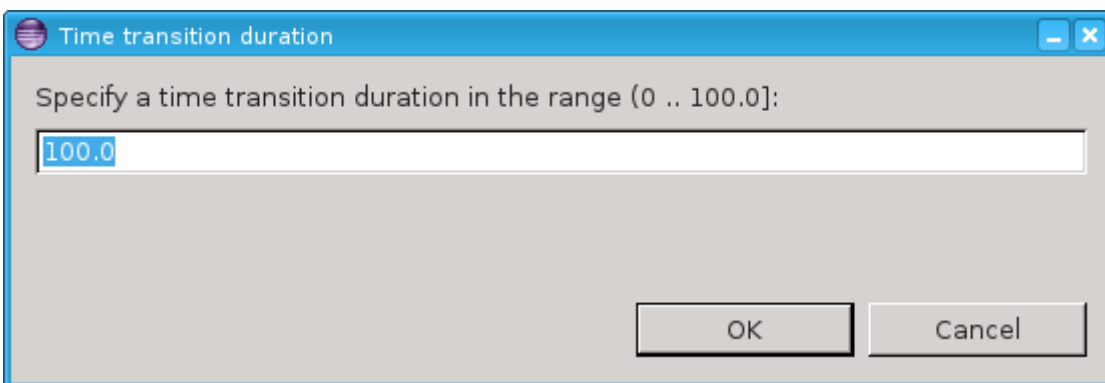 Time transition duration
Specify a time transition duration in the range (0 .. 100.0]:
100.0
OK Cancel